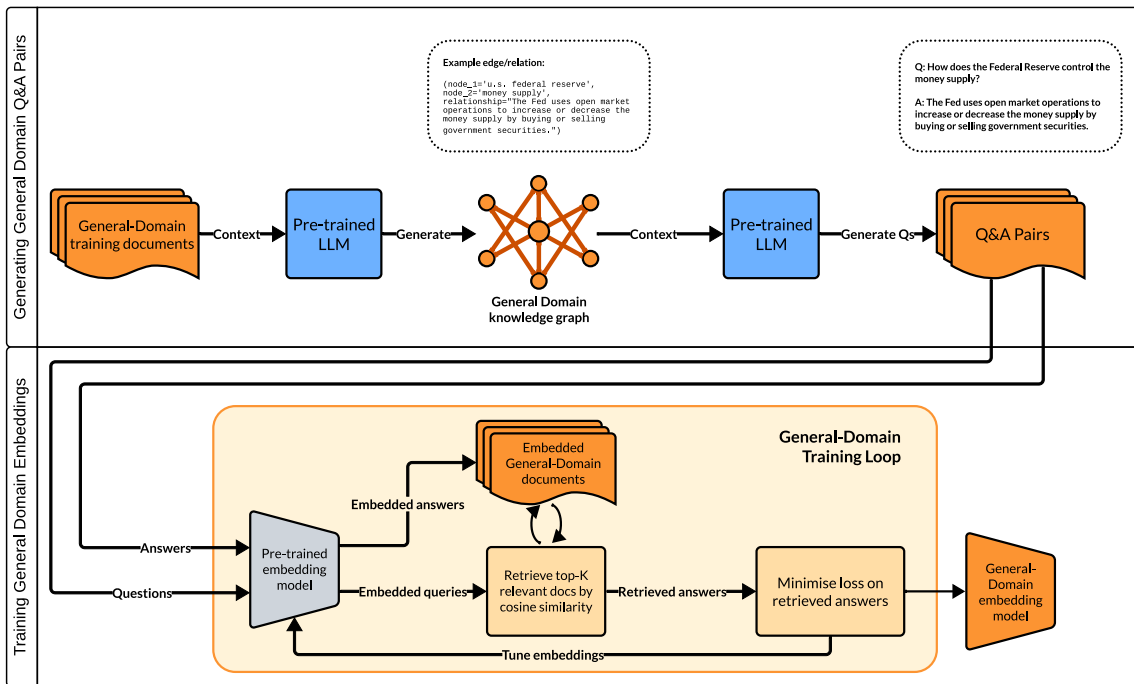 Generating General Domain Q&A Pairs
Example edge/relation:
(node_1='u.s. federal reserve',
node_2='money supply',
relationship="The Fed uses open market
operations to increase or decrease the
money supply by buying or selling
government securities.")
Q: How does the Federal Reserve control the
money supply?
A: The Fed uses open market operations to
increase or decrease the money supply by
buying or selling government securities.
General-Domain
training documents
Context
Pre-trained
LLM
Generate
General Domain
knowledge graph
Context
Pre-trained
LLM
Generate Qs
Q&A Pairs
Training General Domain Embeddings
General-Domain
Training Loop
Embedded
General-Domain
documents
Embedded answers
Answers
Questions
Pre-trained
embedding
model
Embedded queries
Retrieve top-K
relevant docs by
cosine similarity
Retrieved answers
Minimise loss on
retrieved answers
General-
Domain
embedding
model
Tune embeddings